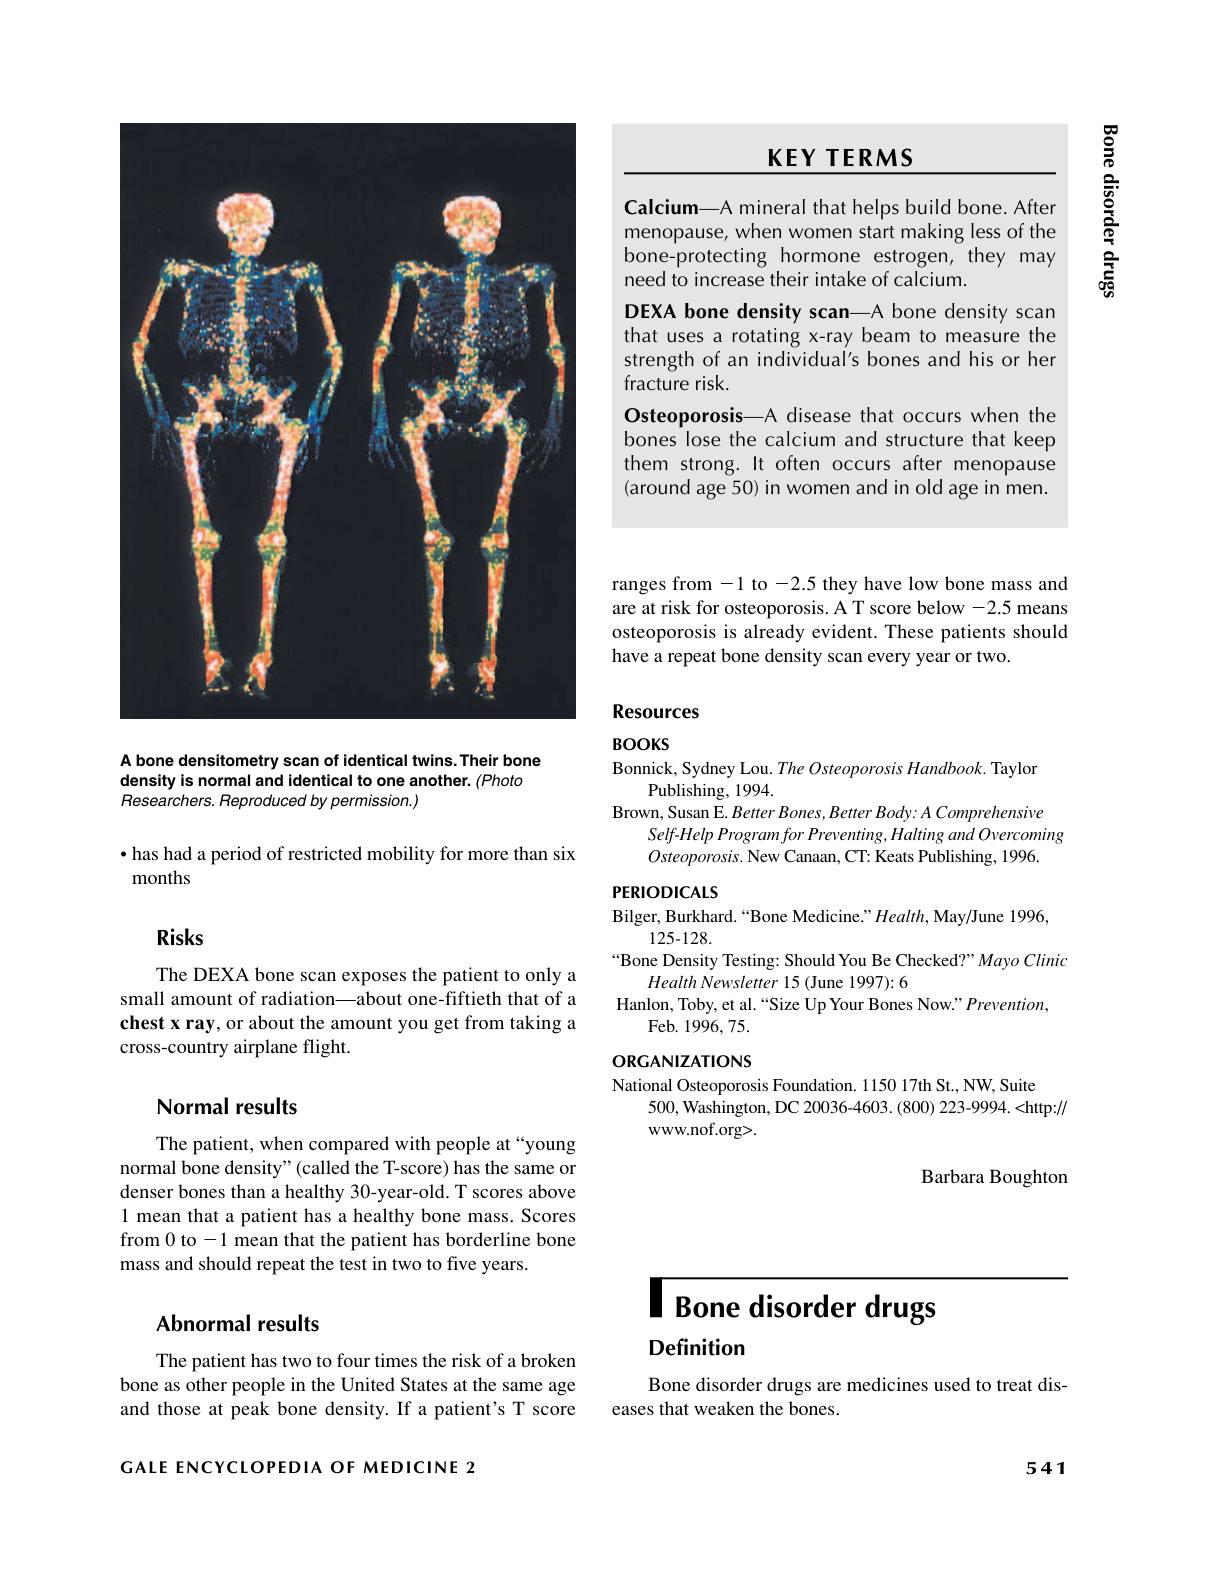 A bone densitometry scan of identical twins. Their bone
density is normal and identical to one another. (Photo
Researchers. Reproduced by permission.)
• has had a period of restricted mobility for more than six
months
Risks
The DEXA bone scan exposes the patient to only a
small amount of radiation—about one-fiftieth that of a
chest x ray, or about the amount you get from taking a
cross-country airplane flight.
Normal results
The patient, when compared with people at “young
normal bone density” (called the T-score) has the same or
denser bones than a healthy 30-year-old. T scores above
1 mean that a patient has a healthy bone mass. Scores
from 0 to −1 mean that the patient has borderline bone
mass and should repeat the test in two to five years.
Abnormal results
The patient has two to four times the risk of a broken
bone as other people in the United States at the same age
and those at peak bone density. If a patient’s T score
KEY TERMS
Calcium—A mineral that helps build bone. After
menopause, when women start making less of the
bone-protecting hormone estrogen, they may
need to increase their intake of calcium.
DEXA bone density scan—A bone density scan
that uses a rotating x-ray beam to measure the
strength of an individual’s bones and his or her
fracture risk.
Osteoporosis—A disease that occurs when the
bones lose the calcium and structure that keep
them strong. It often occurs after menopause
(around age 50) in women and in old age in men.
ranges from −1 to −2.5 they have low bone mass and
are at risk for osteoporosis. A T score below −2.5 means
osteoporosis is already evident. These patients should
have a repeat bone density scan every year or two.
Resources
BOOKS
Bonnick, Sydney Lou. The Osteoporosis Handbook. Taylor
Publishing, 1994.
Brown, Susan E. Better Bones, Better Body: A Comprehensive
Self-Help Program for Preventing, Halting and Overcoming
Osteoporosis. New Canaan, CT: Keats Publishing, 1996.
PERIODICALS
Bilger, Burkhard. “Bone Medicine.” Health, May/June 1996,
125-128.
“Bone Density Testing: Should You Be Checked?” Mayo Clinic
Health Newsletter 15 (June 1997): 6
Hanlon, Toby, et al. “Size Up Your Bones Now.” Prevention,
Feb. 1996, 75.
ORGANIZATIONS
National Osteoporosis Foundation. 1150 17th St., NW, Suite
500, Washington, DC 20036-4603. (800) 223-9994. <http://
www.nof.org>.
Barbara Boughton
Bone disorder drugs
Definition
Bone disorder drugs are medicines used to treat dis-
eases that weaken the bones.
Bone disorder drugs
GALE ENCYCLOPEDIA OF MEDICINE 2
541